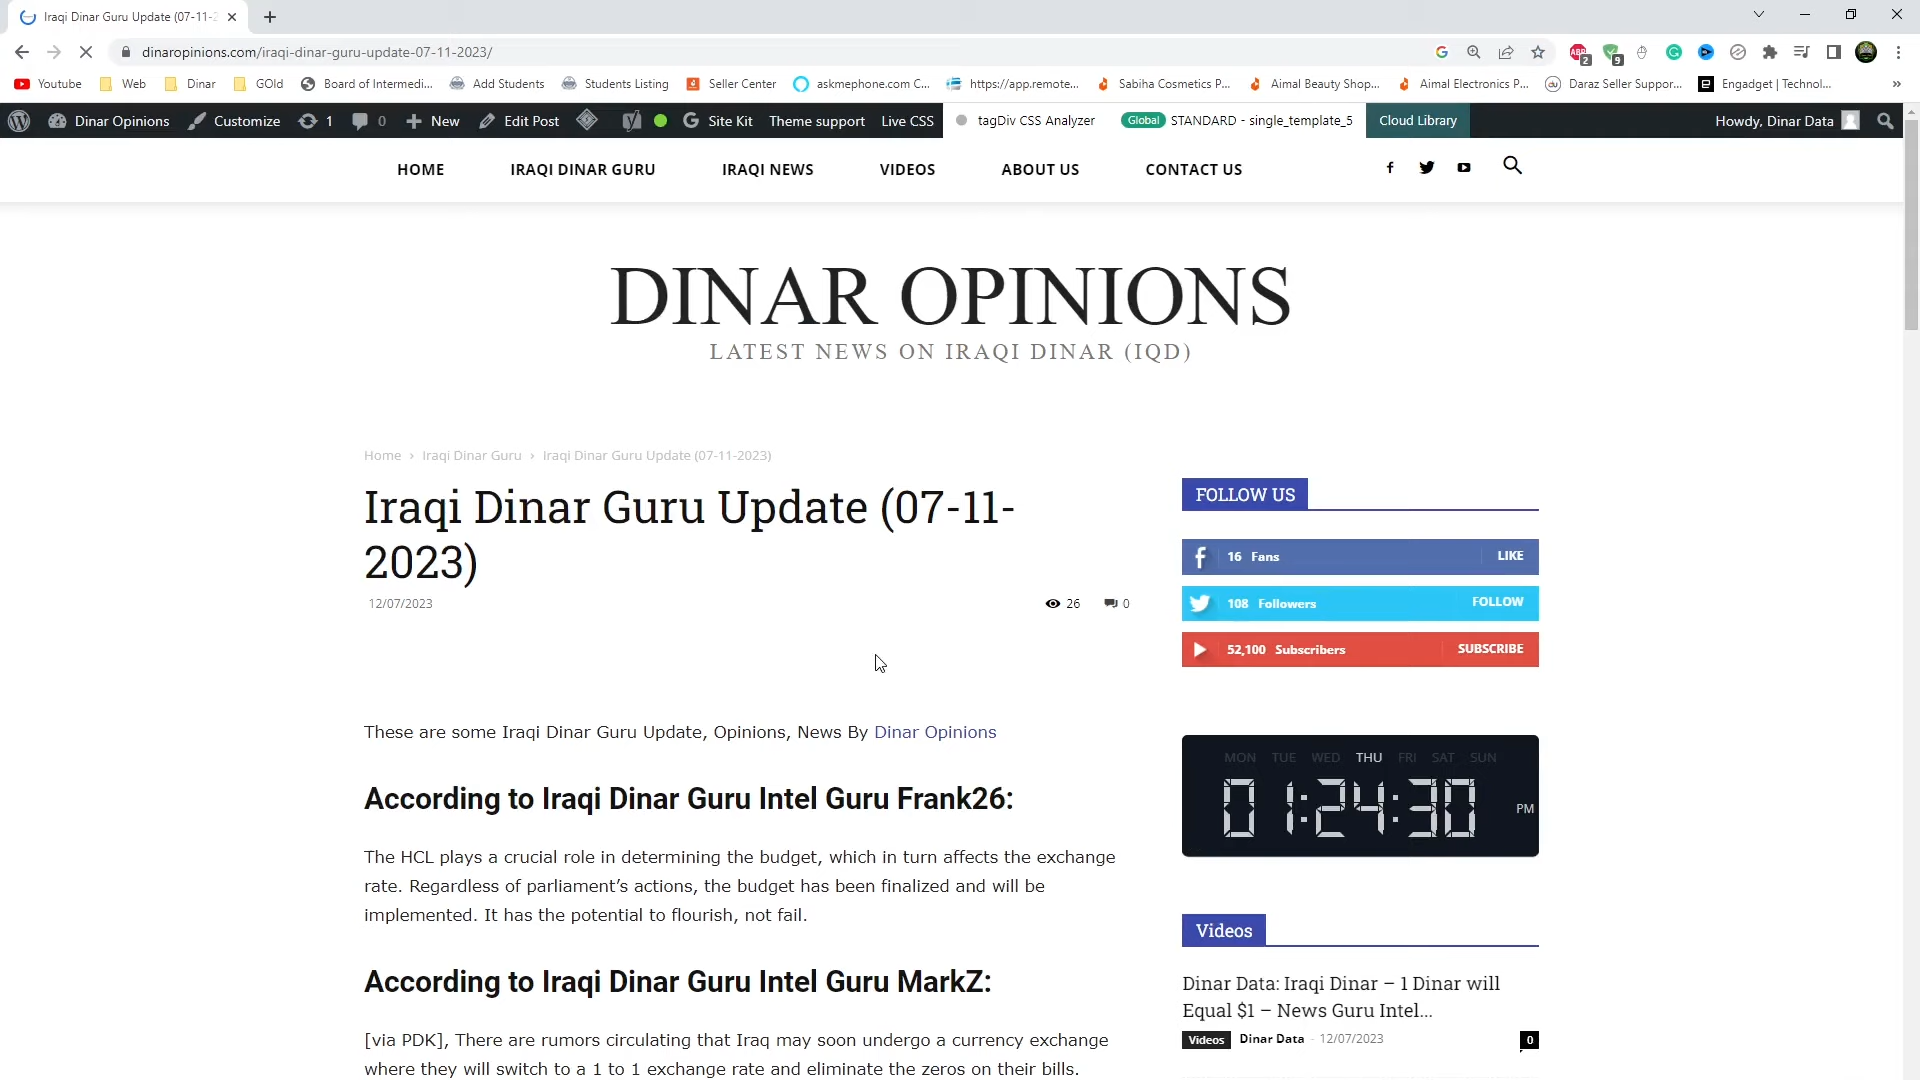 Iraqi Dinar Guru Update (07-11-2
dinaropinions.com/iraqi-dinar-guru-update-07-11-2023/
ABP 2 9
Youtube Web Dinar GOld Board of Intermedi... Add Students Students Listing Seller Center askmephone.com C... https://app.remote... Sabiha Cosmetics P... Aimal Beauty Shop... Aimal Electronics P... Daraz Seller Suppor... Engadget | Technol... »
Dinar Opinions Customize 1 0 New Edit Post Site Kit Theme support Live CSS tagDiv CSS Analyzer Global STANDARD - single_template_5 Cloud Library Howdy, Dinar Data
HOME IRAQI DINAR GURU IRAQI NEWS VIDEOS ABOUT US CONTACT US
DINAR OPINIONS
LATEST NEWS ON IRAQI DINAR (IQD)
Home › Iraqi Dinar Guru › Iraqi Dinar Guru Update (07-11-2023)
Iraqi Dinar Guru Update (07-11-
2023)
12/07/2023 26 0
These are some Iraqi Dinar Guru Update, Opinions, News By Dinar Opinions
According to Iraqi Dinar Guru Intel Guru Frank26:
The HCL plays a crucial role in determining the budget, which in turn affects the exchange
rate. Regardless of parliament’s actions, the budget has been finalized and will be
implemented. It has the potential to flourish, not fail.
According to Iraqi Dinar Guru Intel Guru MarkZ:
[via PDK], There are rumors circulating that Iraq may soon undergo a currency exchange
where they will switch to a 1 to 1 exchange rate and eliminate the zeros on their bills.
FOLLOW US
16 Fans LIKE
108 Followers FOLLOW
52,100 Subscribers SUBSCRIBE
MON TUE WED THU FRI SAT SUN
01:24:30 PM
Videos
Dinar Data: Iraqi Dinar – 1 Dinar will
Equal $1 – News Guru Intel...
Videos Dinar Data - 12/07/2023 0